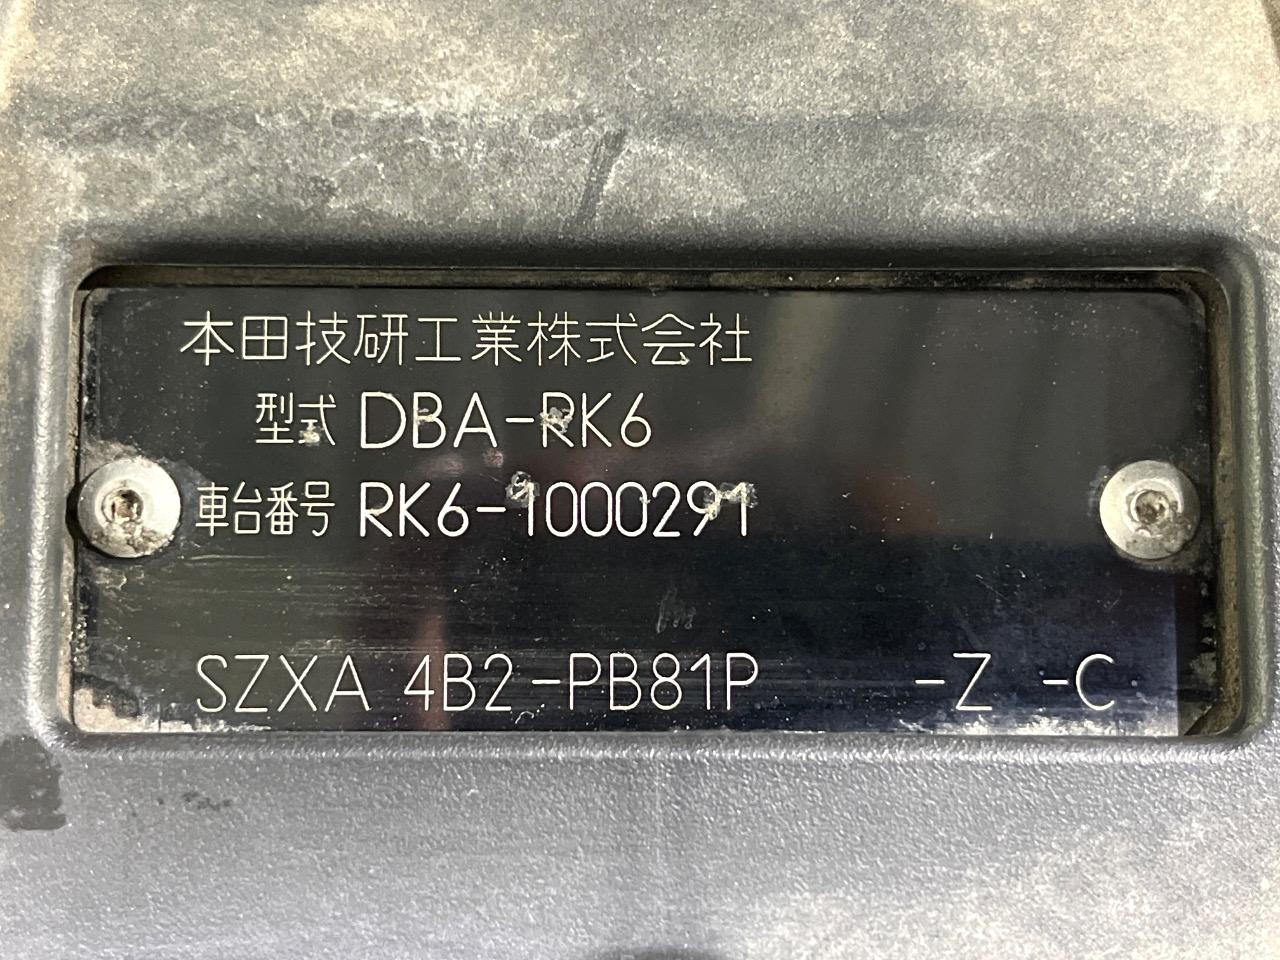 本田技研工業株式会社
型式 DBA-RK6
車台番号 RK6-1000291
SZXA 4B2-PB81P -Z -C